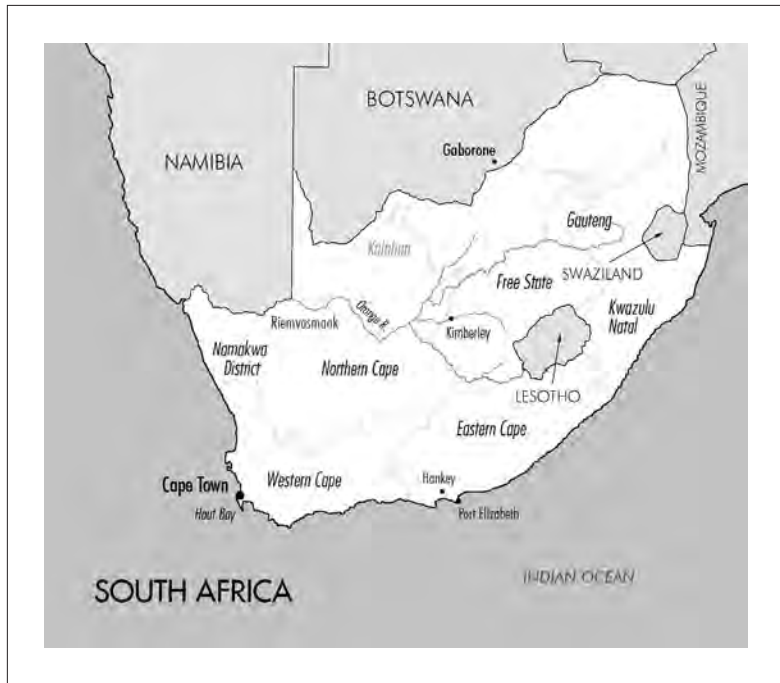 BOTSWANA
MOZAMBIQUE
NAMIBIA
Gaborone
Gauteng
SWAZILAND
Free State
Orange R.
Kwazulu
Natal
Riemvasmaak
Kimberley
Namakwa
District
Northern Cape
LESOTHO
Eastern Cape
Cape Town
Western Cape
Hankey
Hout Bay
Port Elizabeth
SOUTH AFRICA
INDIAN OCEAN